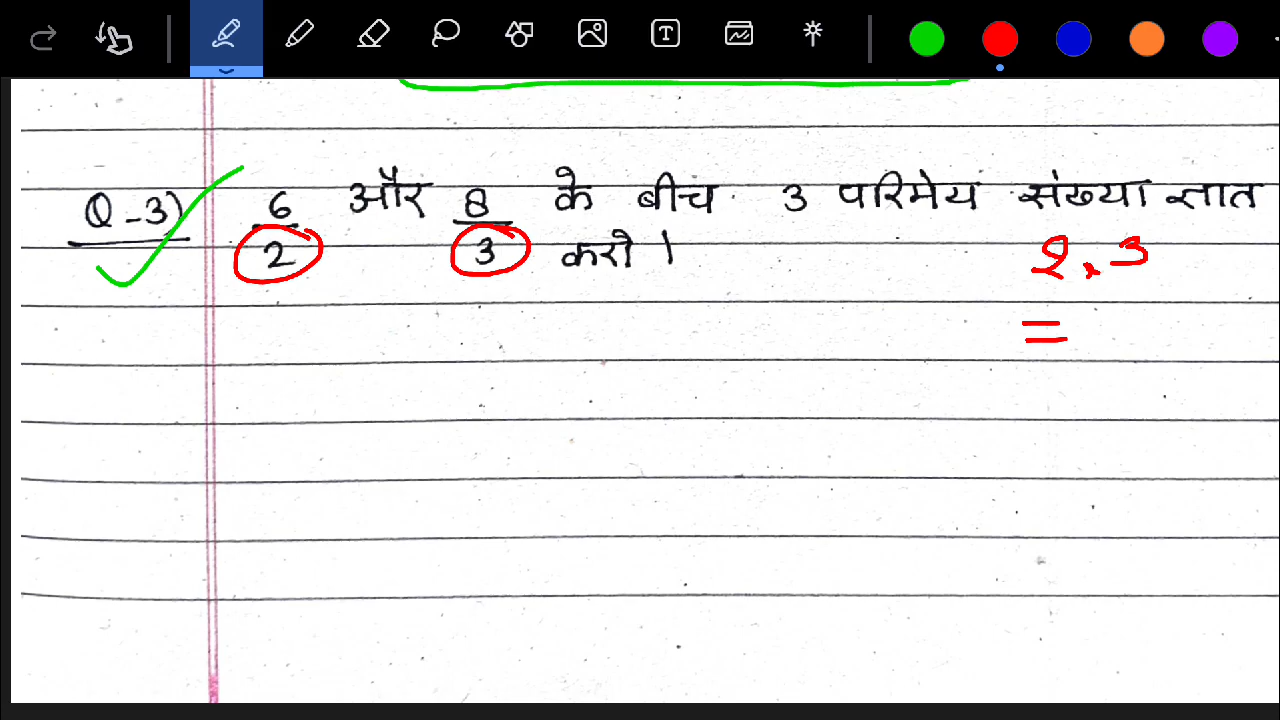 Q-3) 6/2 और 8/3 के बीच 3 परिमेय संख्या ज्ञात
करो ।
2, 3
=